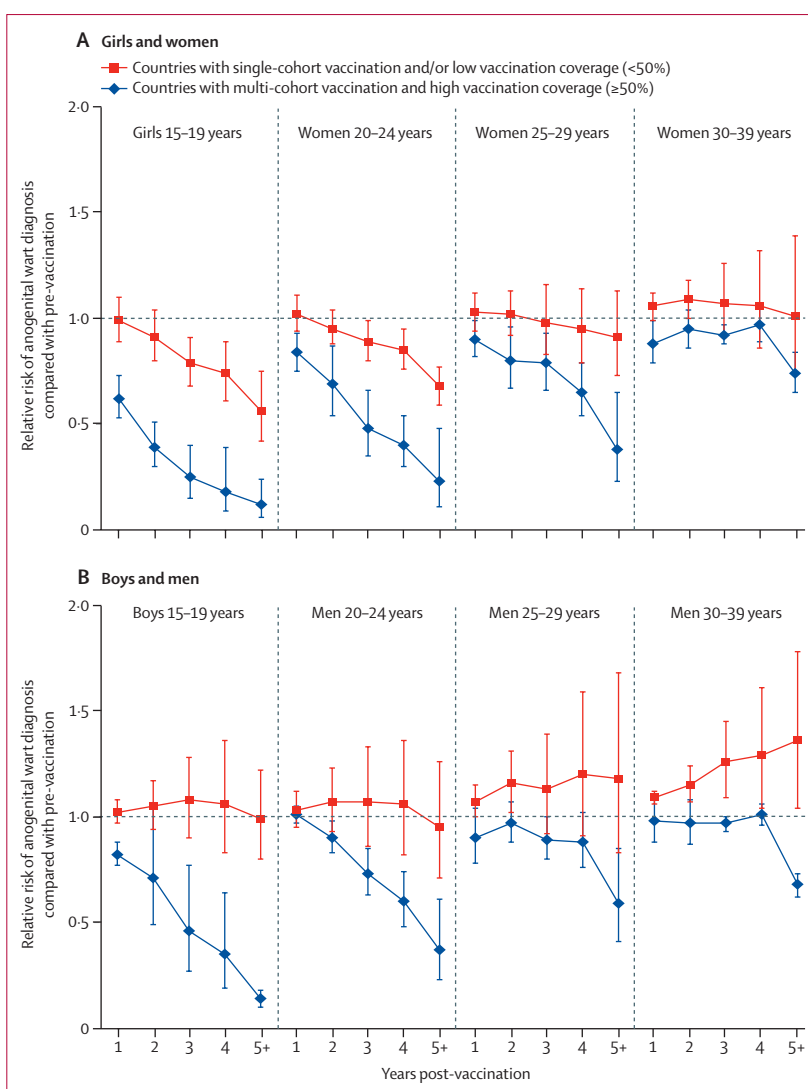 A Girls and women
Countries with single-cohort vaccination and/or low vaccination coverage (<50%)
Countries with multi-cohort vaccination and high vaccination coverage (≥50%)
Relative risk of anogenital wart diagnosis
compared with pre-vaccination
2·0
1·5
1·0
0·5
0
Girls 15–19 years
Women 20–24 years
Women 25–29 years
Women 30–39 years
B Boys and men
Relative risk of anogenital wart diagnosis
compared with pre-vaccination
2·0
1·5
1·0
0·5
0
Boys 15–19 years
Men 20–24 years
Men 25–29 years
Men 30–39 years
1 2 3 4 5+ 1 2 3 4 5+ 1 2 3 4 5+ 1 2 3 4 5+
Years post-vaccination